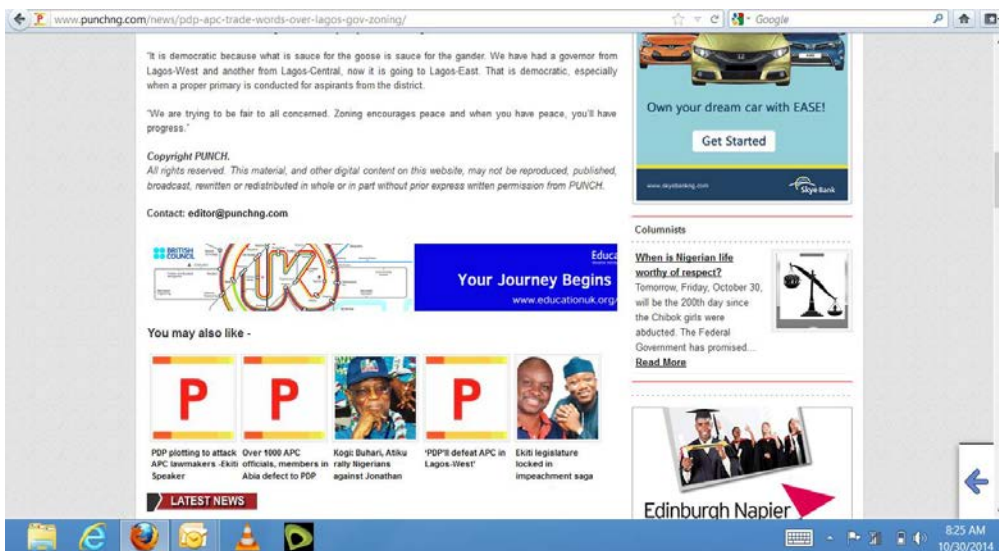 www.punchng.com/news/pdp-apc-trade-words-over-lagos-gov-zoning/
Google
"It is democratic because what is sauce for the goose is sauce for the gander. We have had a governor from
Lagos-West and another from Lagos-Central, now it is going to Lagos-East. That is democratic, especially
when a proper primary is conducted for aspirants from the district.
"We are trying to be fair to all concerned. Zoning encourages peace and when you have peace, you'll have
progress."
Copyright PUNCH.
All rights reserved. This material, and other digital content on this website, may not be reproduced, published,
broadcast, rewritten or redistributed in whole or in part without prior express written permission from PUNCH.
Contact: editor@punchng.com
BRITISH
COUNCIL
UK
Educa
Your Journey Begins
www.educationuk.org/
You may also like -
P
P
P
PDP plotting to attack
APC lawmakers -Ekiti
Speaker
Over 1000 APC
officials, members in
Abia defect to PDP
Kogi: Buhari, Atiku
rally Nigerians
against Jonathan
'PDP'll defeat APC in
Lagos-West'
Ekiti legislature
locked in
impeachment saga
LATEST NEWS
Own your dream car with EASE!
Get Started
www.skyebankng.com
Skye Bank
Columnists
When is Nigerian life
worthy of respect?
Tomorrow, Friday, October 30,
will be the 200th day since
the Chibok girls were
abducted. The Federal
Government has promised...
Read More
Edinburgh Napier
8:25 AM
10/30/2014